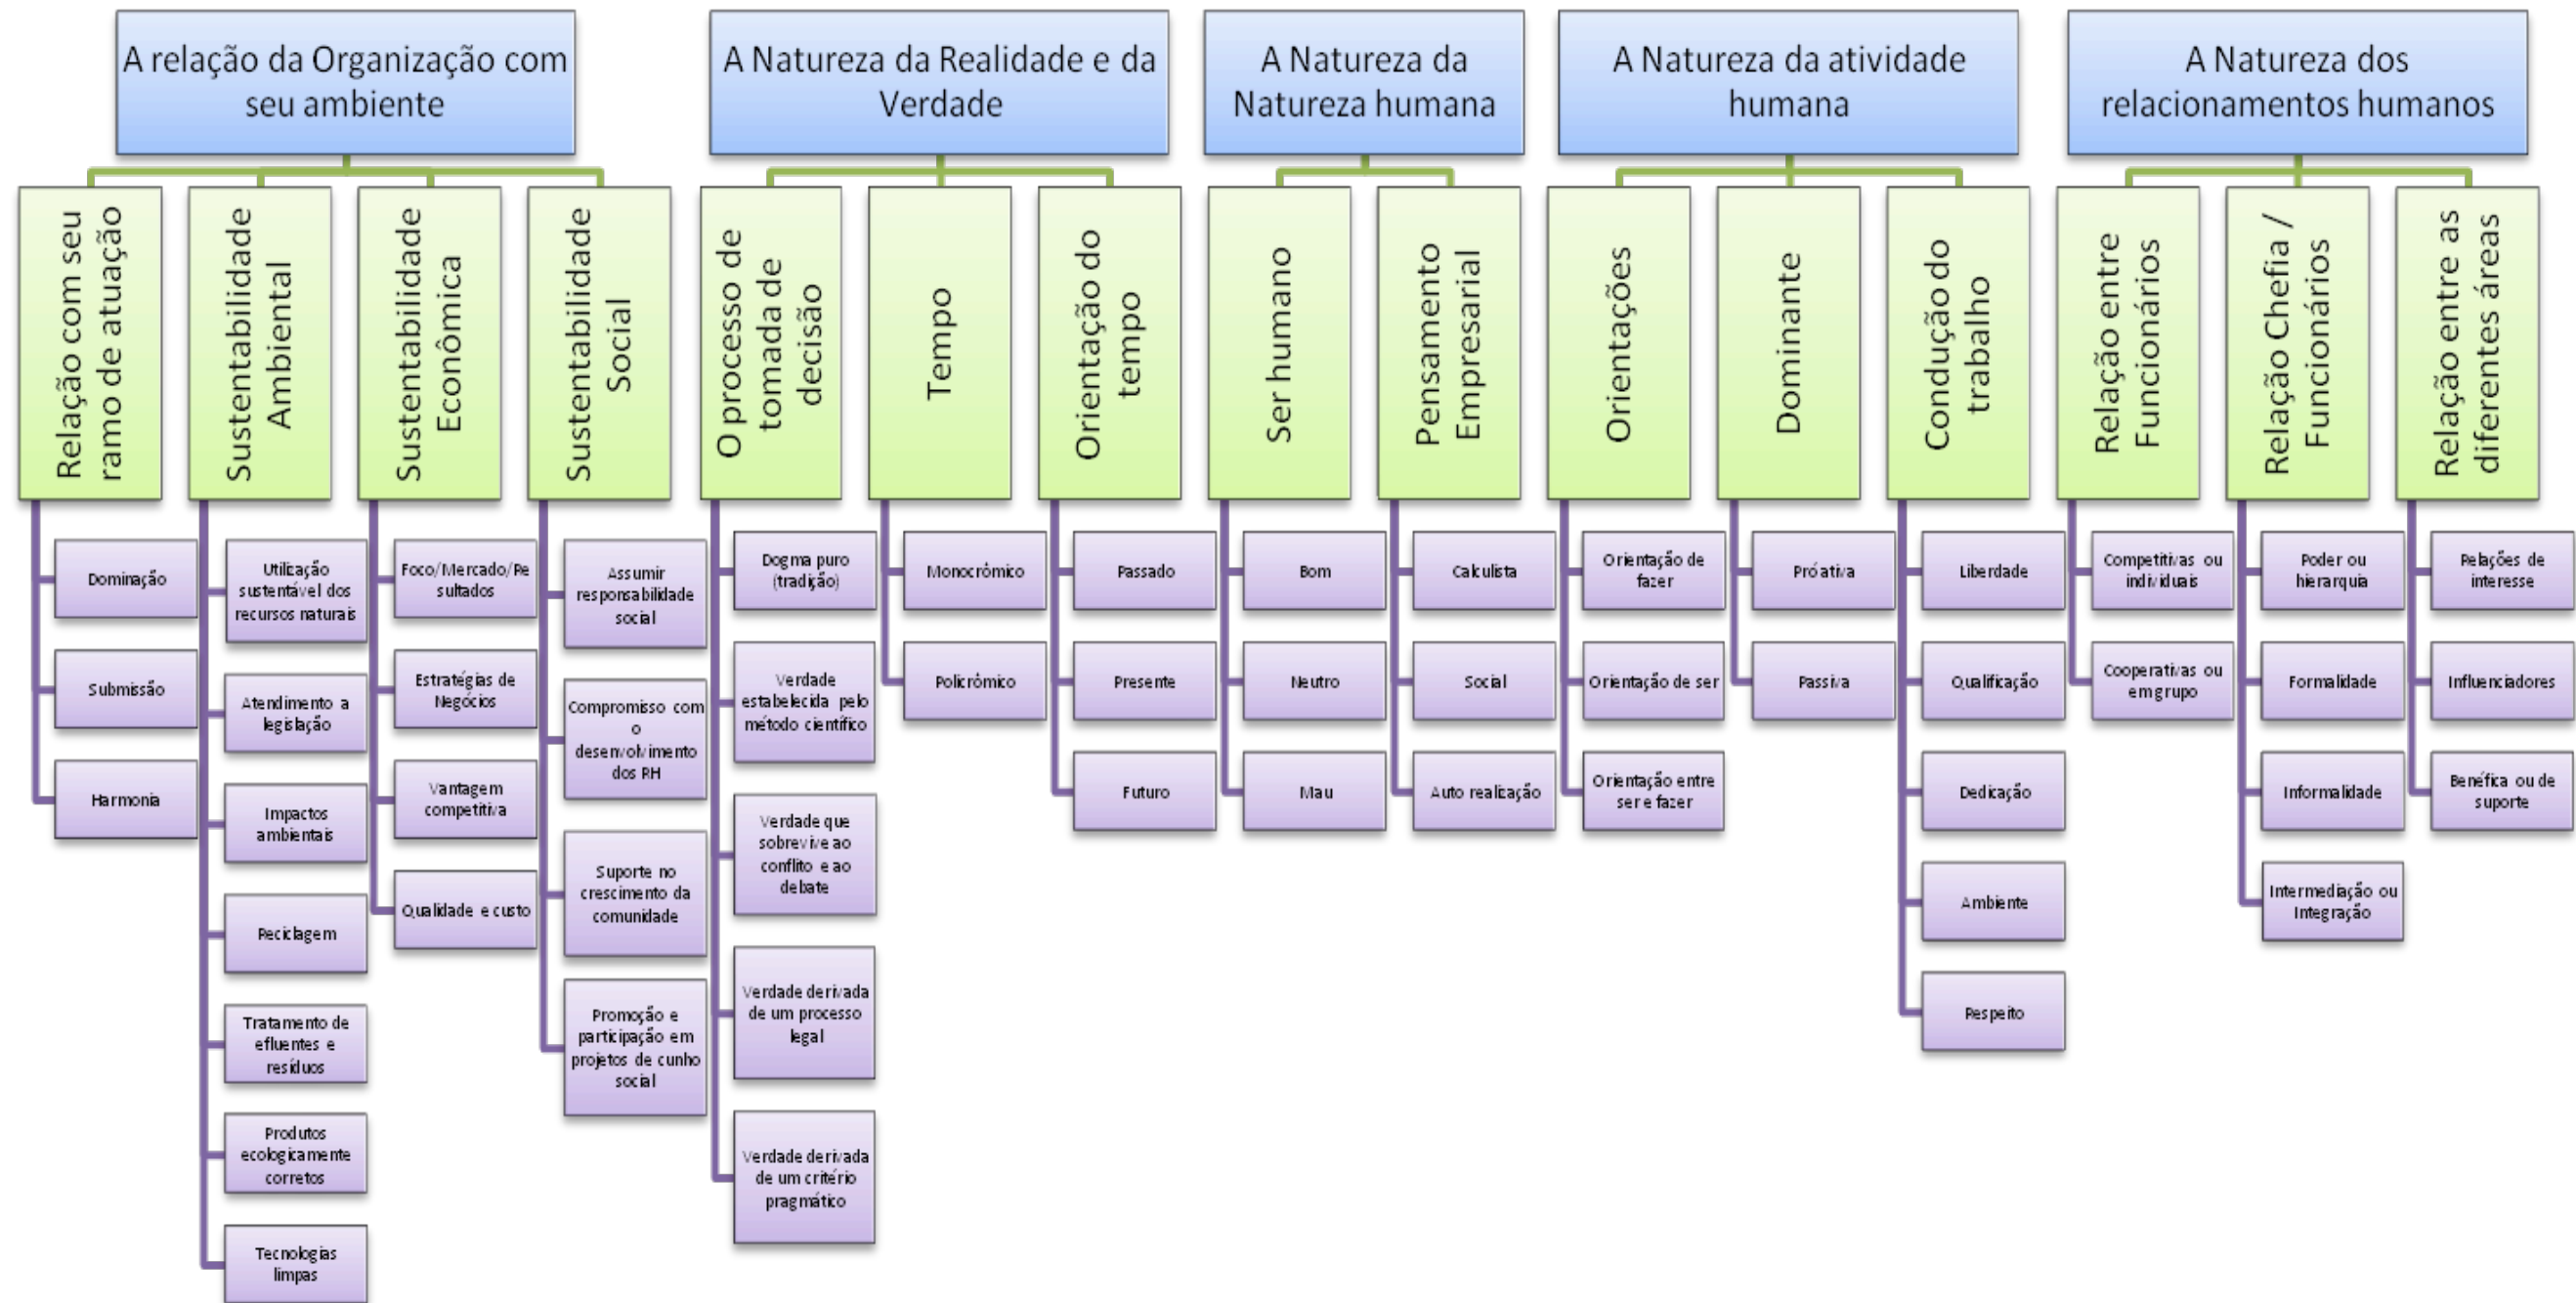 A relação da Organização com
seu ambiente
A Natureza da Realidade e da
Verdade
A Natureza da
Natureza humana
A Natureza da atividade
humana
A Natureza dos
relacionamentos humanos
Relação com seu
ramo de atuação
Sustentabilidade
Ambiental
Sustentabilidade
Econômica
Sustentabilidade
Social
O processo de
tomada de
decisão
Tempo
Orientação do
tempo
Ser humano
Pensamento
Empresarial
Orientações
Dominante
Condução do
trabalho
Relação entre
Funcionários
Relação Chefia /
Funcionários
Relação entre as
diferentes áreas
Dominação
Submissão
Harmonia
Utilização
sustentável dos
recursos naturais
Atendimento a
legislação
Impactos
ambientais
Reciclagem
Tratamento de
efluentes e
resíduos
Produtos
ecologicamente
corretos
Tecnologias
limpas
Foco/Mercado/Re
sultados
Estratégias de
Negócios
Vantagem
competitiva
Qualidade e custo
Assumir
responsabilidade
social
Compromisso com
o
desenvolvimento
dos RH
Suporte no
crescimento da
comunidade
Promoção e
participação em
projetos de cunho
social
Dogma puro
(tradição)
Verdade
estabelecida pelo
método científico
Verdade que
sobrevive ao
conflito e ao
debate
Verdade derivada
de um processo
legal
Verdade derivada
de um critério
pragmático
Monocrômico
Policrômico
Passado
Presente
Futuro
Bom
Neutro
Mau
Calculista
Social
Auto realização
Orientação de
fazer
Orientação de ser
Orientação entre
ser e fazer
Pró ativa
Passiva
Liberdade
Qualificação
Dedicação
Ambiente
Respeito
Competitivas ou
individuais
Cooperativas ou
em grupo
Poder ou
hierarquia
Formalidade
Informalidade
Intermediação ou
Integração
Relações de
interesse
Influenciadores
Benéfica ou de
suporte